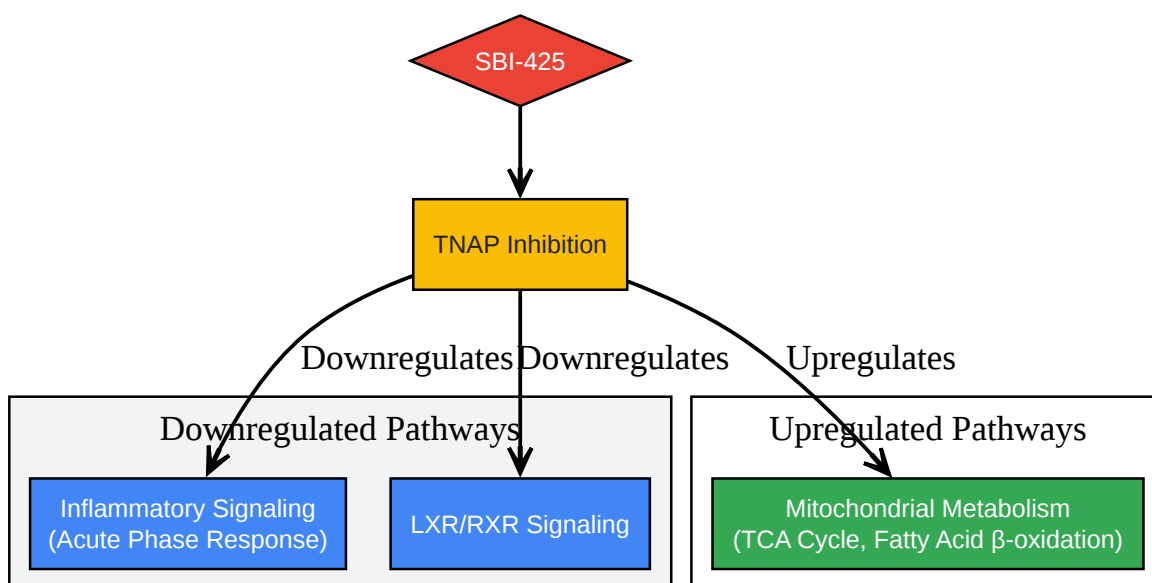 SBI-425
TNAP Inhibition
Downregulates
Downregulates
Upregulates
Downregulated Pathways
Upregulated Pathways
Inflammatory Signaling
(Acute Phase Response)
LXR/RXR Signaling
Mitochondrial Metabolism
(TCA Cycle, Fatty Acid β-oxidation)